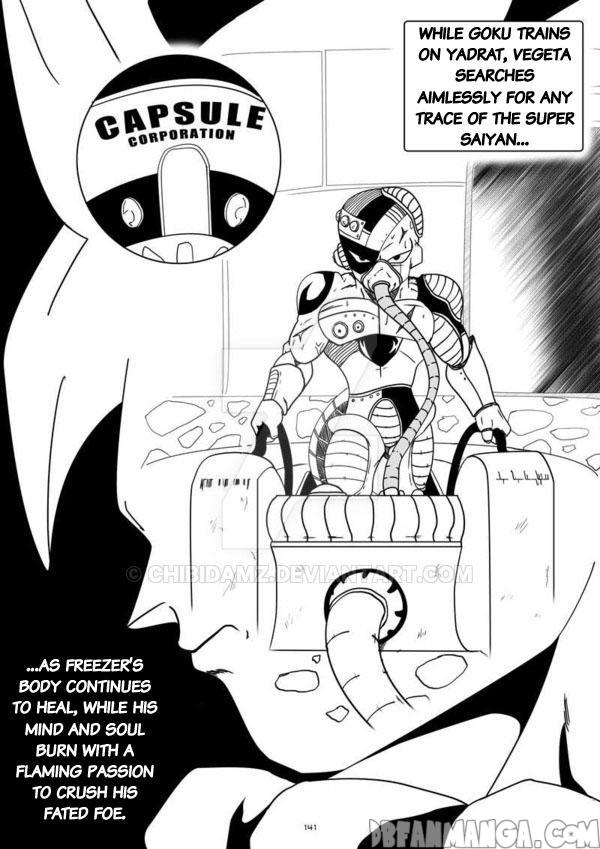 CAPSULE
CORPORATION
WHILE GOKU TRAINS
ON YADRAT, VEGETA
SEARCHES
AIMLESSLY FOR ANY
TRACE OF THE SUPER
SAIYAN...
© CHIBIDAMZ.DEVIANTART.COM
...AS FREEZER'S
BODY CONTINUES
TO HEAL, WHILE HIS
MIND AND SOUL
BURN WITH A
FLAMING PASSION
TO CRUSH HIS
FATED FOE.
141
DBFANMANGA.COM